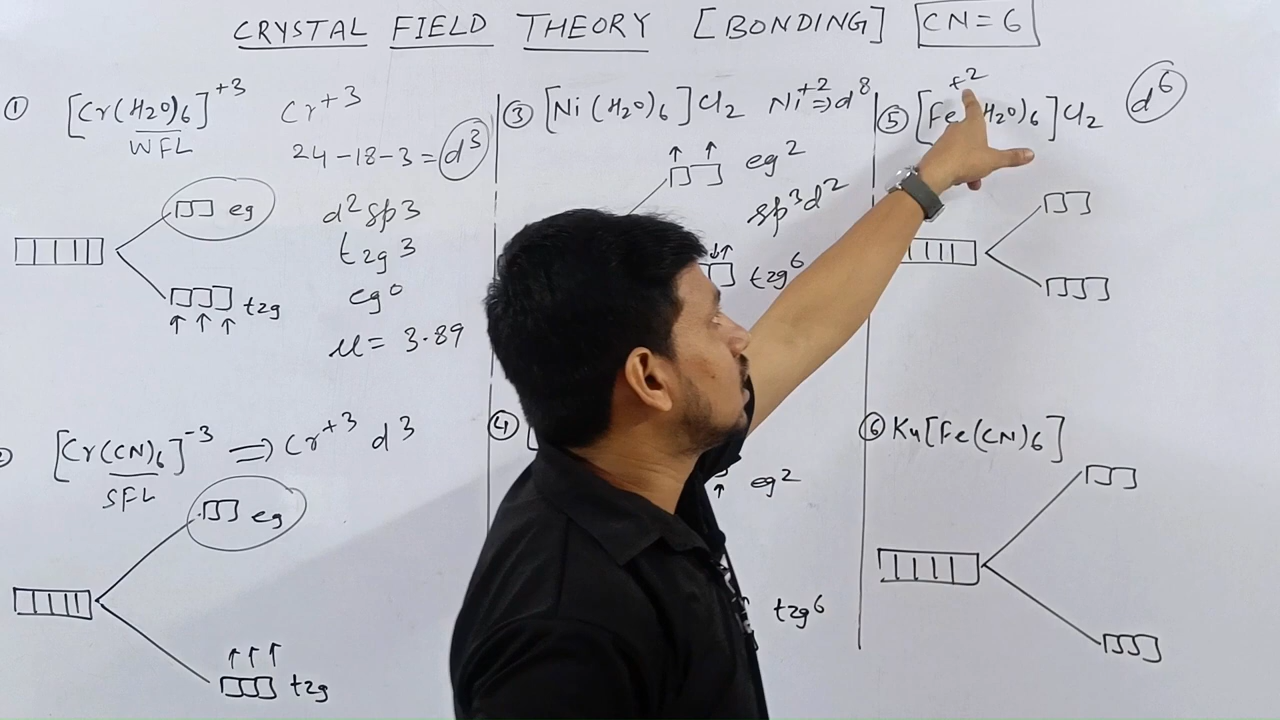 CRYSTAL FIELD THEORY [BONDING] CN=6
① [Cr(H₂O)₆]⁺³ Cr⁺³
WFL
24-18-3=d³
eg
d²sp³
t₂g³
eg⁰
t₂g
μ= 3.89
[Cr(CN)₆]⁻³ ⇒ Cr⁺³ d³
SFL
eg
t₂g
③ [Ni(H₂O)₆]Cl₂ Ni⁺²⇒d⁸
eg²
sp³d²
t₂g⁶
④
eg²
t₂g⁶
⑤ [Fe H₂O)₆]Cl₂ d⁶
+2
⑥ K₄[Fe(CN)₆]